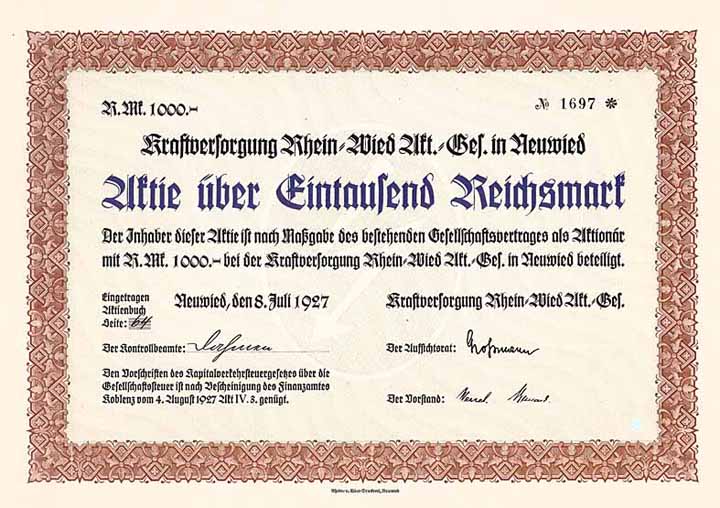 R.Mk. 1000.-
№ 1697 *
Kraftversorgung Rhein-Wied Akt.-Ges. in Neuwied
Aktie über Eintausend Reichsmark
Der Inhaber dieser Aktie ist nach Maßgabe des bestehenden Gesellschaftsvertrages als Aktionär
mit R.Mk. 1000.- bei der Kraftversorgung Rhein-Wied Akt.-Ges. in Neuwied beteiligt.
Eingetragen
Aktienbuch
Seite: 64
Neuwied, den 8. Juli 1927
Kraftversorgung Rhein-Wied Akt.-Ges.
Der Kontrollbeamte:
Der Aufsichtsrat:
Den Vorschriften des Kapitalverkehrsteuergesetzes über die
Gesellschaftsteuer ist nach Bescheinigung des Finanzamtes
Koblenz vom 4. August 1927 Akt IV. 3. genügt.
Der Vorstand: